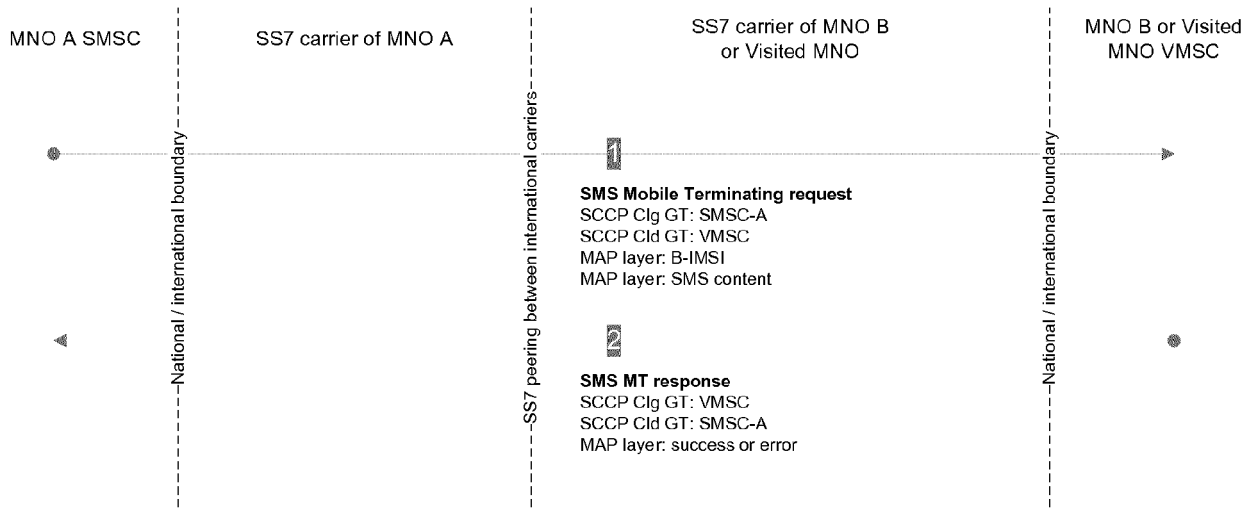 MNO A SMSC
SS7 carrier of MNO A
SS7 carrier of MNO B
or Visited MNO
MNO B or Visited
MNO VMSC
National / international boundary
SS7 peering between international carriers
National / international boundary
1
SMS Mobile Terminating request
SCCP Clg GT: SMSC-A
SCCP Cld GT: VMSC
MAP layer: B-IMSI
MAP layer: SMS content
2
SMS MT response
SCCP Clg GT: VMSC
SCCP Cld GT: SMSC-A
MAP layer: success or error